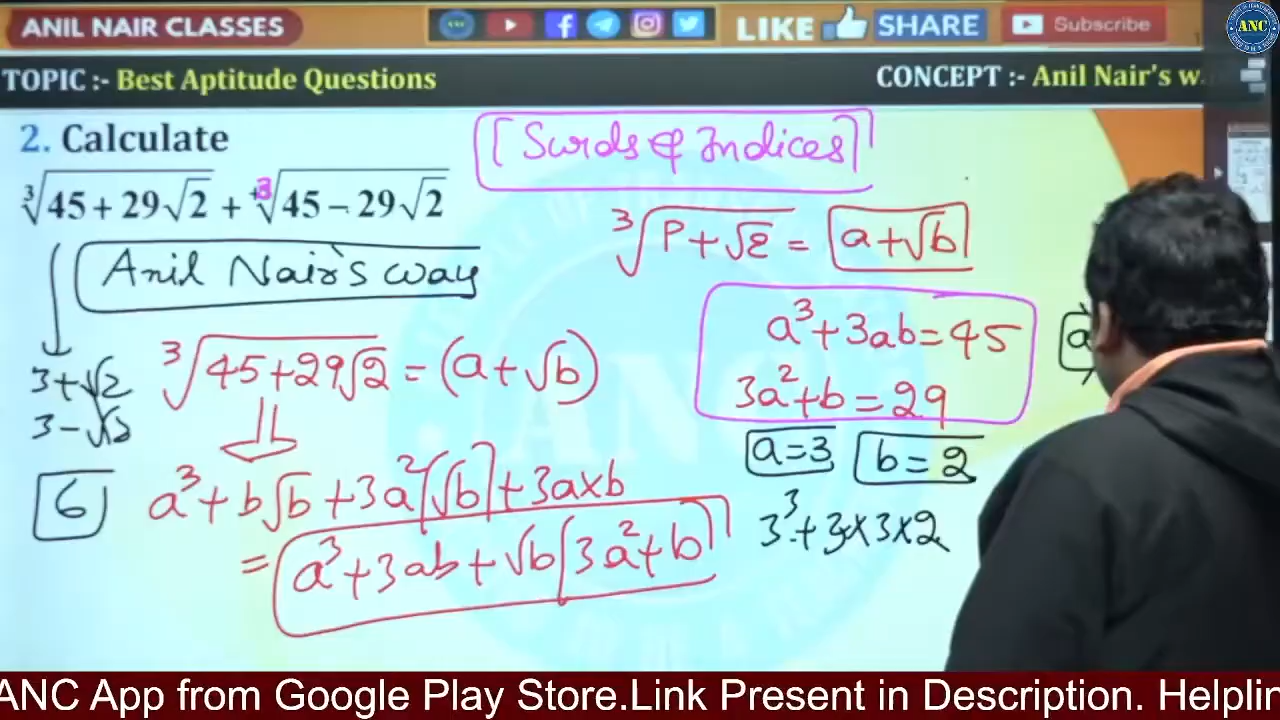 ANIL NAIR CLASSES
LIKE SHARE Subscribe
ANC
TOPIC :- Best Aptitude Questions
CONCEPT :- Anil Nair's w
2. Calculate
[Surds & Indices]
∛45 + 29√2 + ∛45 – 29√2
∛P + √2 = a + √b
Anil Nair's way
a³ + 3ab = 45
3a² + b = 29
a
3 + √2
3 – √2
∛45 + 29√2 = (a + √b)
a = 3 b = 2
6
a³ + b√b + 3a²(√b) + 3a×b
3³ + 3×3×2
= a³ + 3ab + √b(3a² + b)
ANC App from Google Play Store.Link Present in Description. Helplin